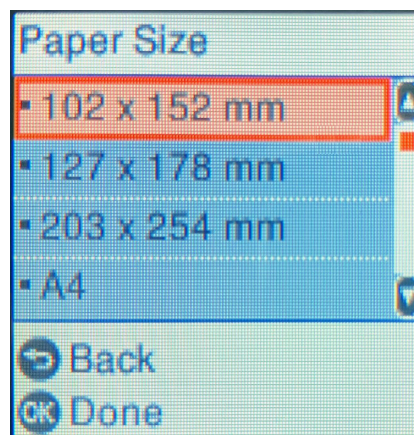 Paper Size
▪ 102 x 152 mm
▪ 127 x 178 mm
▪ 203 x 254 mm
▪ A4
Back
OK Done